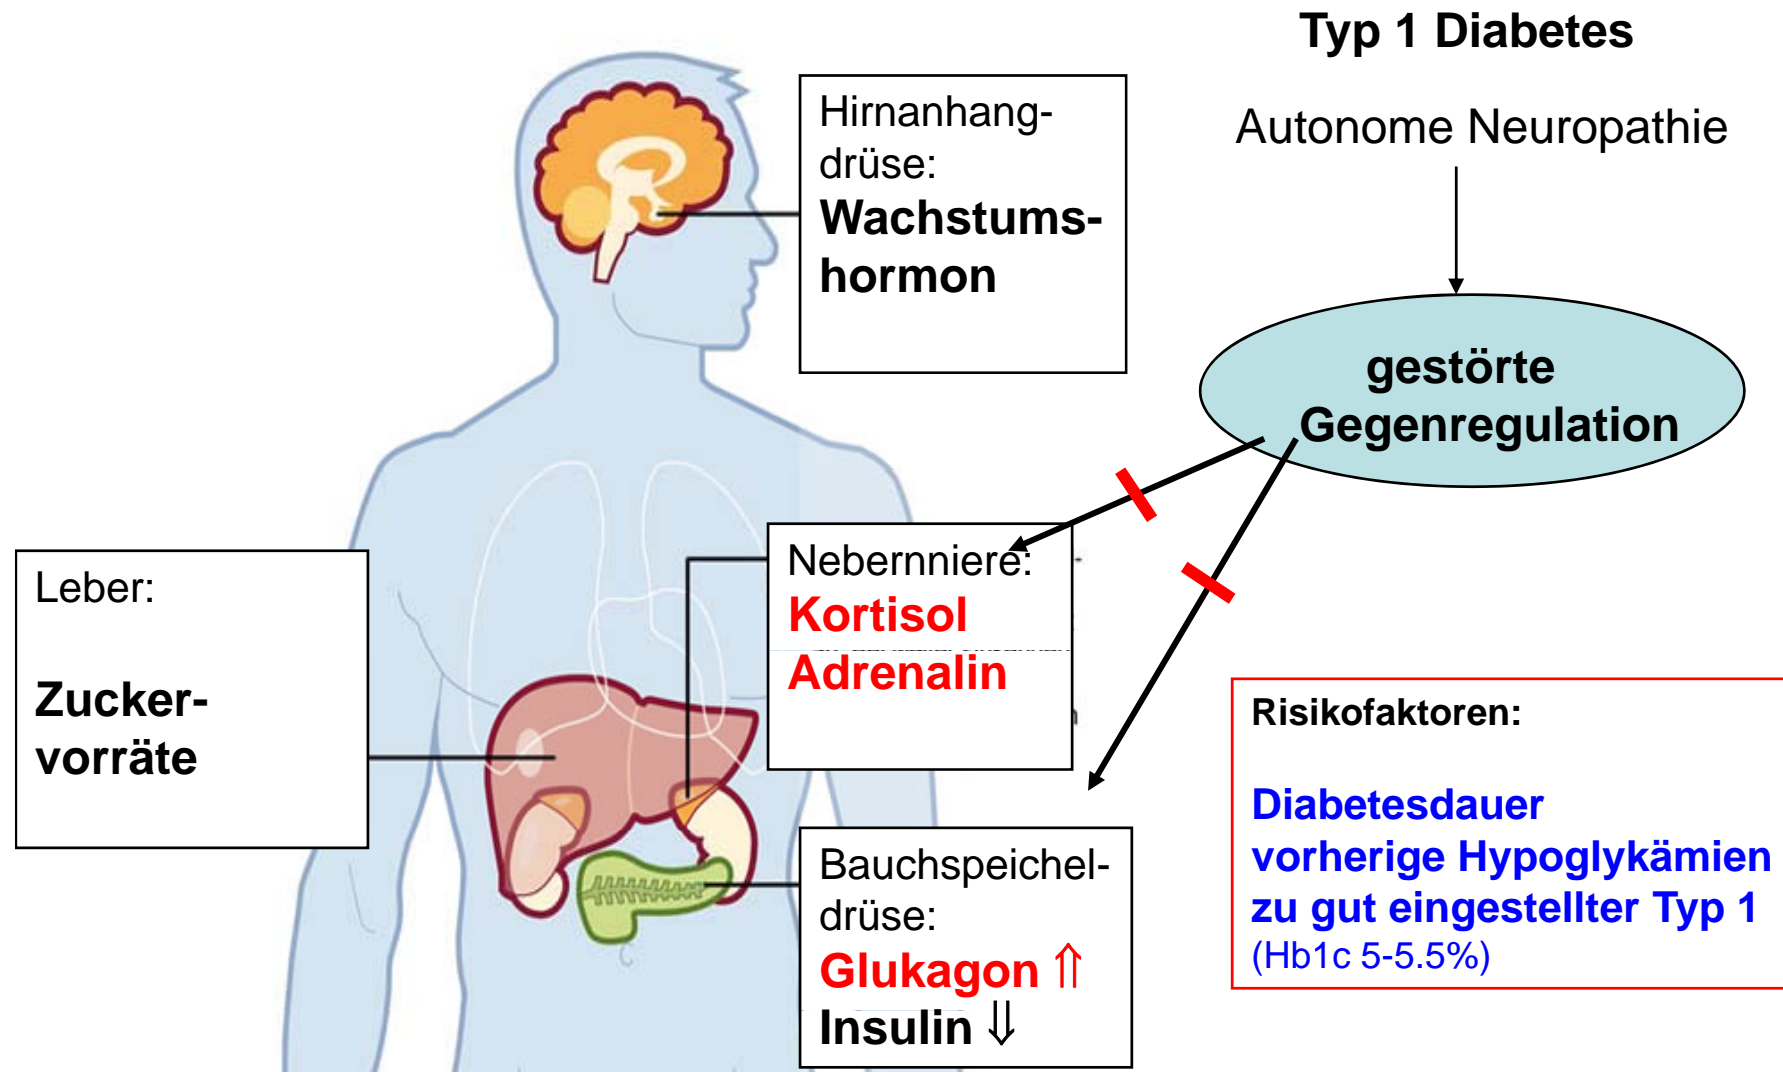 Typ 1 Diabetes
Autonome Neuropathie
gestörte
Gegenregulation
Hirnanhang-
drüse:
Wachstums-
hormon
Nebernniere:
Kortisol
Adrenalin
Leber:
Zucker-
vorräte
Bauchspeichel-
drüse:
Glukagon ⇑
Insulin ⇓
Risikofaktoren:
Diabetesdauer
vorherige Hypoglykämien
zu gut eingestellter Typ 1
(Hb1c 5-5.5%)